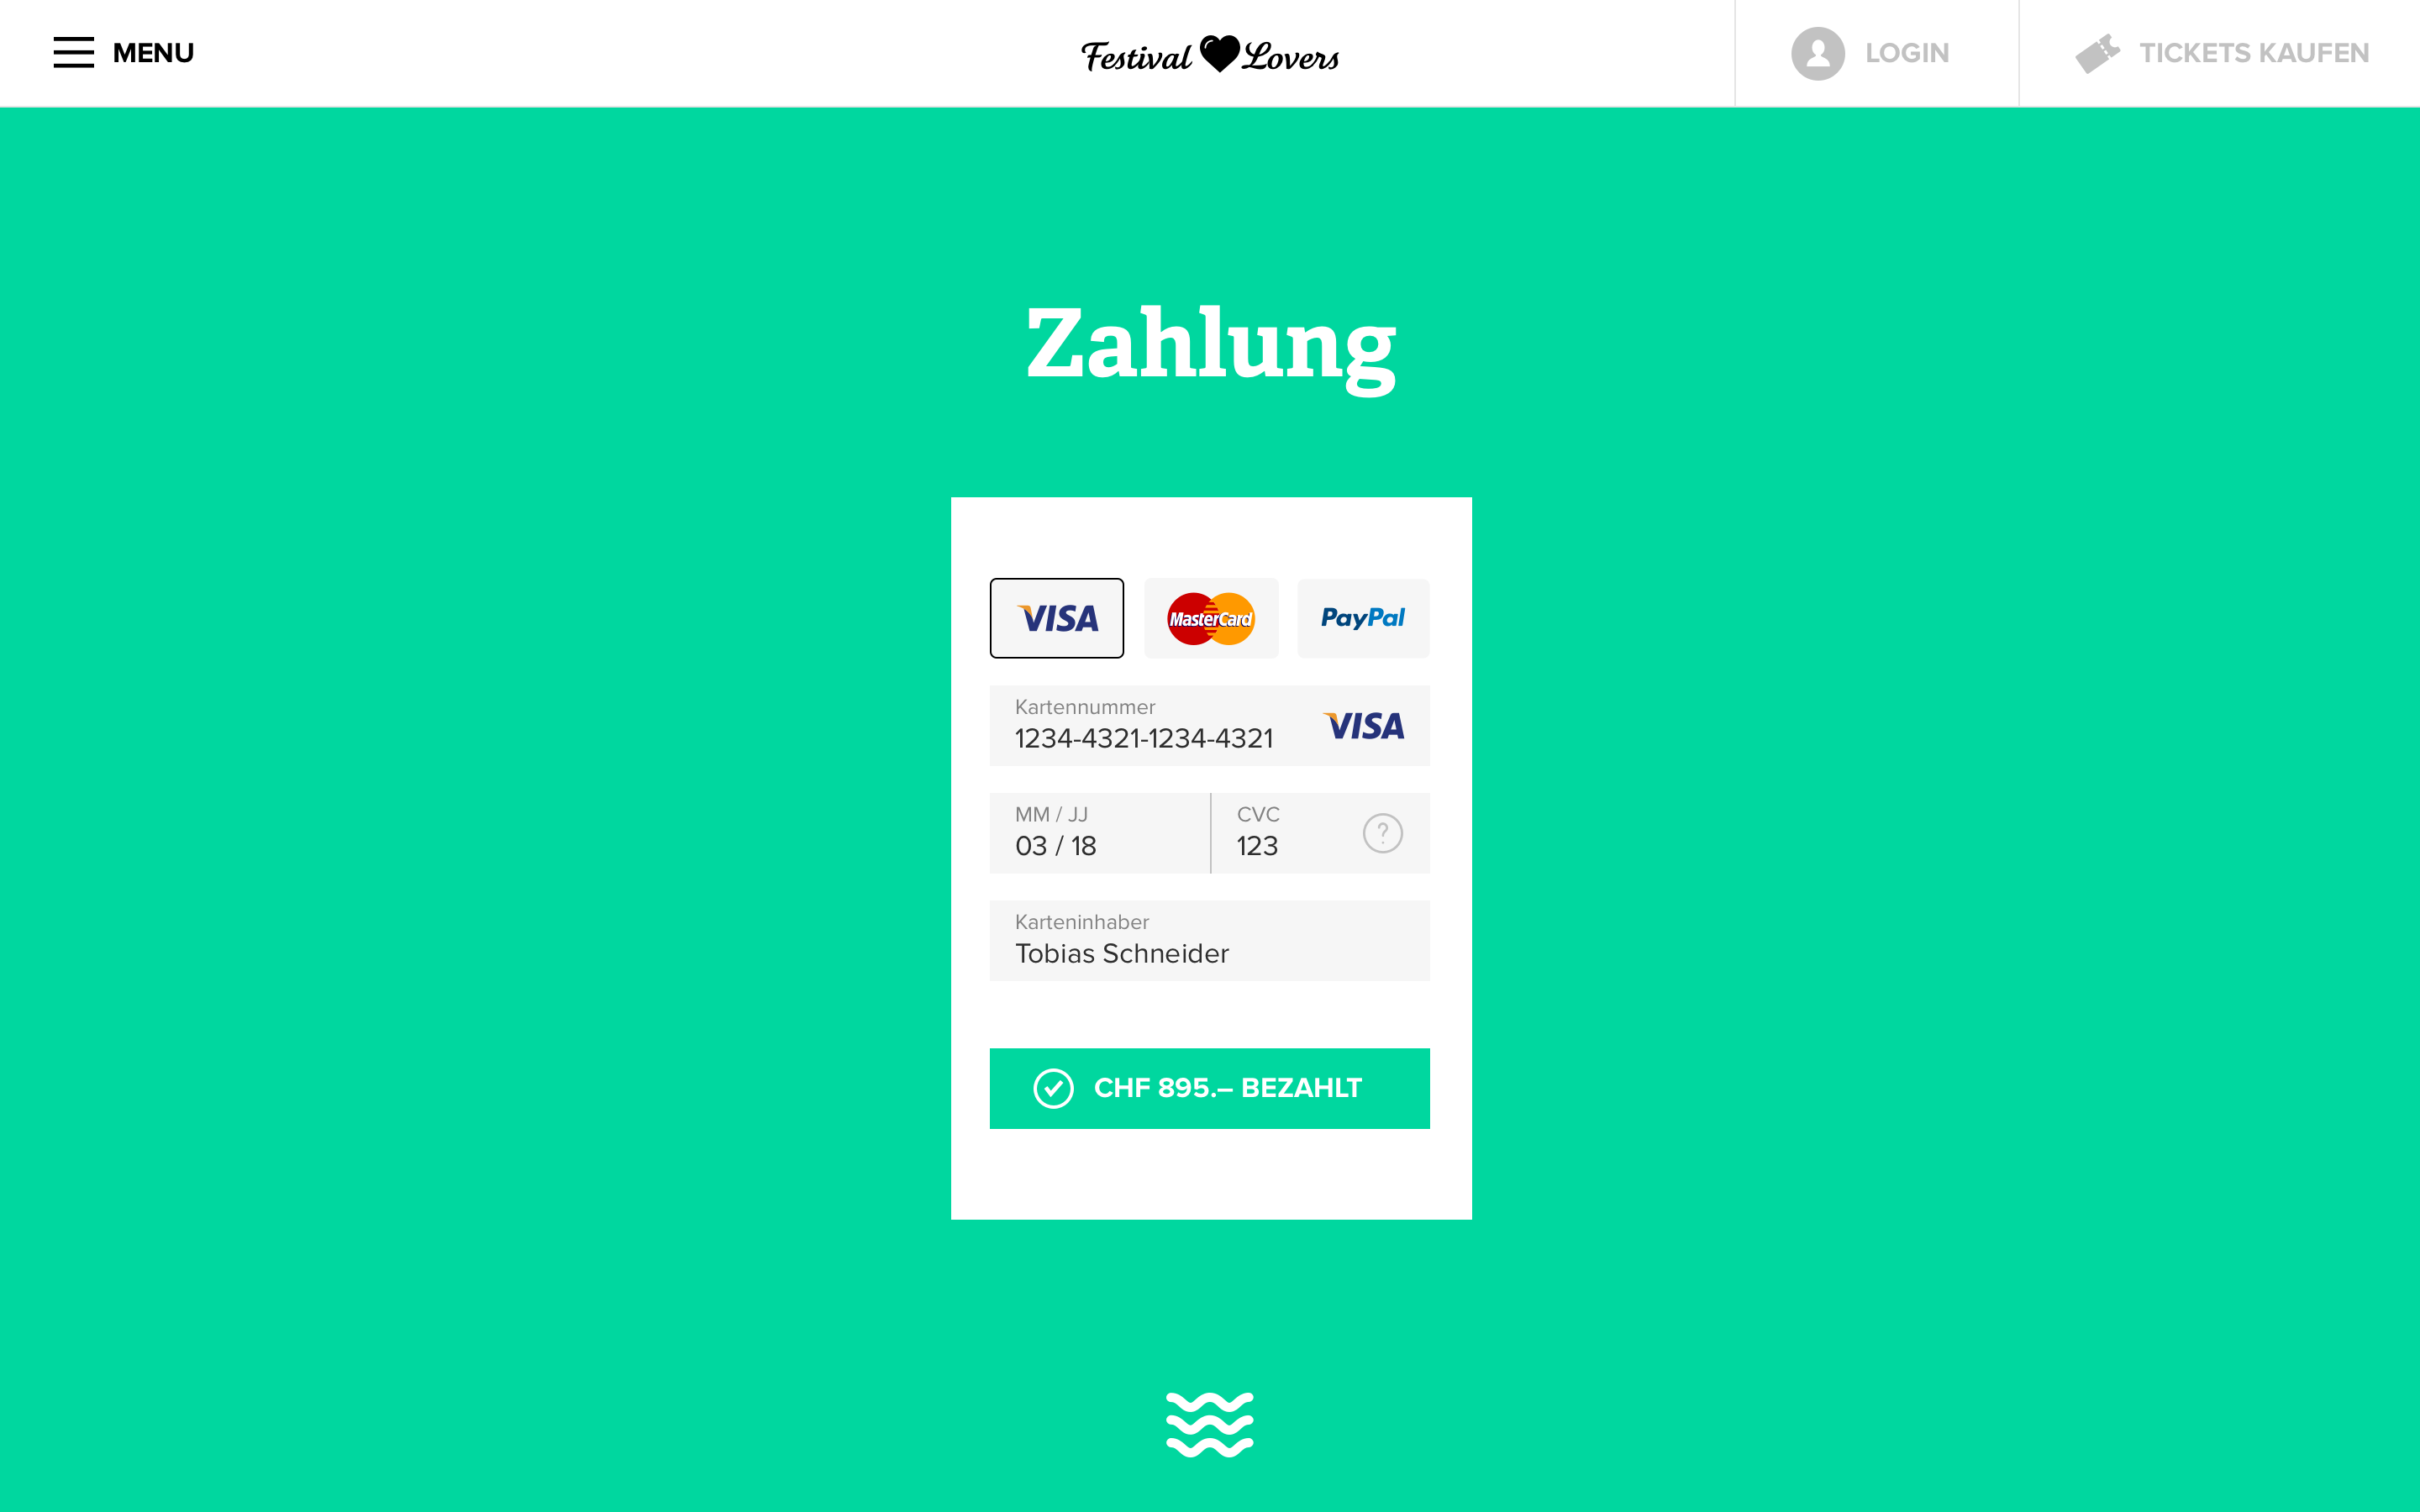 MENU
Festival Lovers
LOGIN
TICKETS KAUFEN
Zahlung
VISA
MasterCard
PayPal
Kartennummer
1234-4321-1234-4321
VISA
MM / JJ
03 / 18
CVC
123
?
Karteninhaber
Tobias Schneider
CHF 895.– BEZAHLT